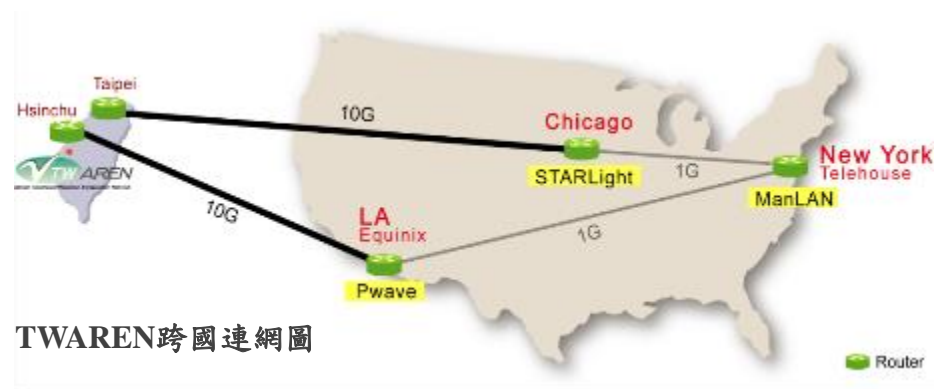 Taipei
Hsinchu
TWAREN
10G
10G
Chicago
STARLight
1G
New York
Telehouse
ManLAN
LA
Equinix
1G
Pwave
TWAREN跨國連網圖
Router